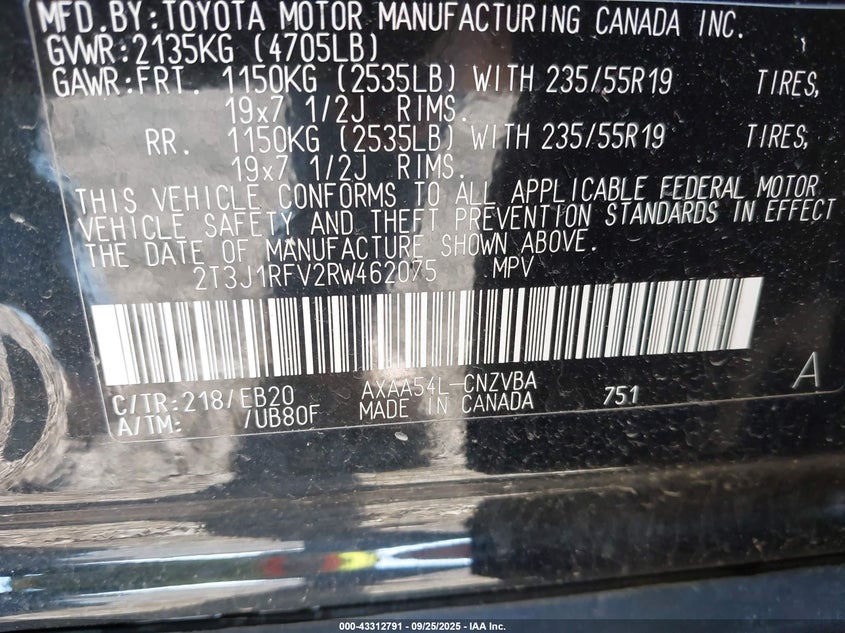 MFD.BY:TOYOTA MOTOR MANUFACTURING CANADA INC.
GVWR:2135KG (4705LB)
GAWR:FRT. 1150KG (2535LB) WITH 235/55R19 TIRES,
19x7 1/2J RIMS.
RR. 1150KG (2535LB) WITH 235/55R19 TIRES,
19x7 1/2J RIMS.
THIS VEHICLE CONFORMS TO ALL APPLICABLE FEDERAL MOTOR
VEHICLE SAFETY AND THEFT PREVENTION STANDARDS IN EFFECT
THE DATE OF MANUFACTURE SHOWN ABOVE.
2T3J1RFV2RW462075 MPV
C/TR:218/EB20 AXAA54L-CNZVBA A
A/TM: /UB80F MADE IN CANADA 751
000-43312791 - 09/25/2025 - IAA Inc.